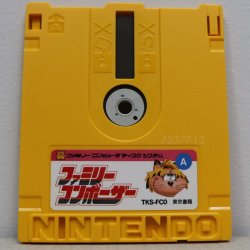 ファミリー コンピュータ ディスク システム
A
ファミリー
コンポーザー
TKS-FC0 東京書籍
NINTENDO